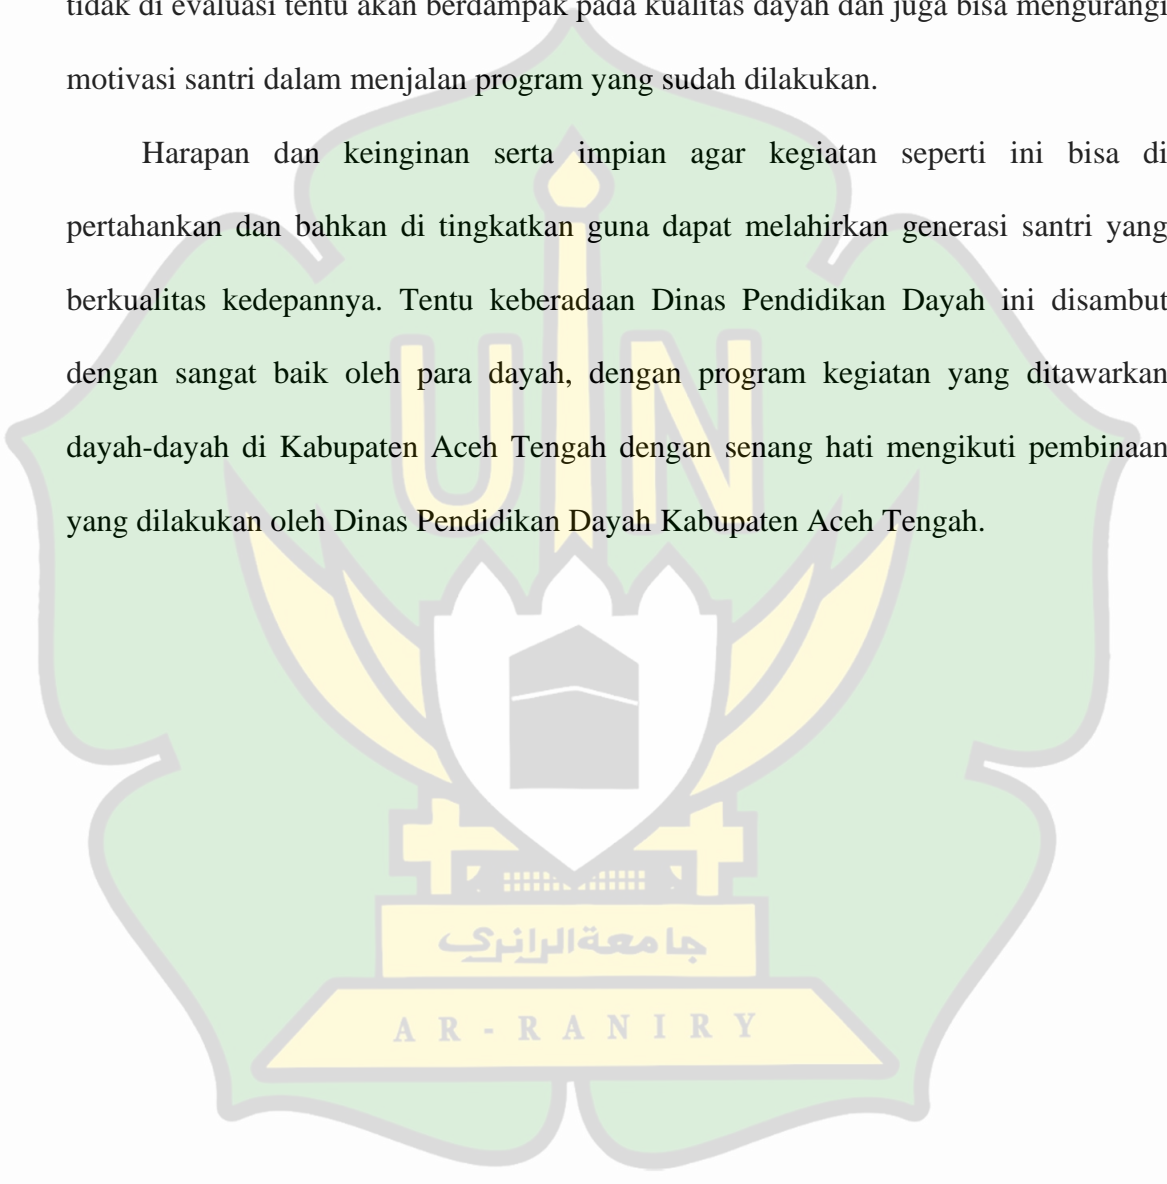 tidak di evaluasi tentu akan berdampak pada kualitas dayah dan juga bisa mengurangi
motivasi santri dalam menjalan program yang sudah dilakukan.
Harapan dan keinginan serta impian agar kegiatan seperti ini bisa di
pertahankan dan bahkan di tingkatkan guna dapat melahirkan generasi santri yang
berkualitas kedepannya. Tentu keberadaan Dinas Pendidikan Dayah ini disambut
dengan sangat baik oleh para dayah, dengan program kegiatan yang ditawarkan
dayah-dayah di Kabupaten Aceh Tengah dengan senang hati mengikuti pembinaan
yang dilakukan oleh Dinas Pendidikan Dayah Kabupaten Aceh Tengah.
UIN
جامعة الرانري
AR-RANIRY